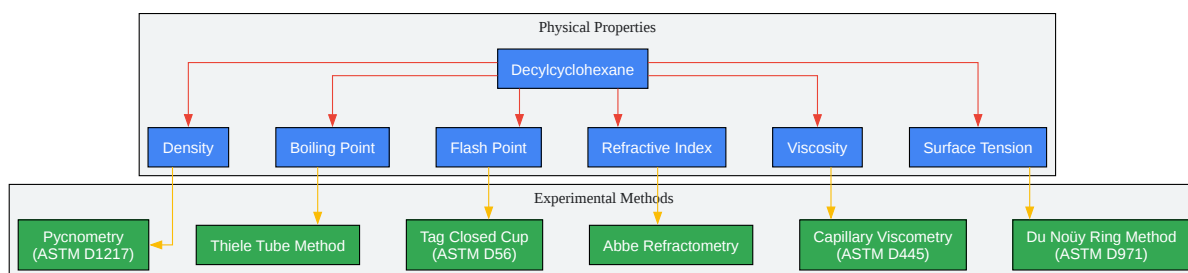 Physical Properties
Decylcyclohexane
Density
Boiling Point
Flash Point
Refractive Index
Viscosity
Surface Tension
Experimental Methods
Pycnometry
(ASTM D1217)
Thiele Tube Method
Tag Closed Cup
(ASTM D56)
Abbe Refractometry
Capillary Viscometry
(ASTM D445)
Du Noüy Ring Method
(ASTM D971)